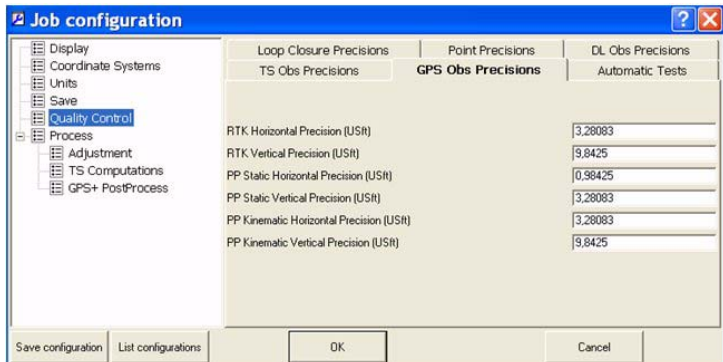 Job configuration
Display
Coordinate Systems
Units
Save
Quality Control
Process
Adjustment
TS Computations
GPS+ PostProcess
Loop Closure Precisions Point Precisions DL Obs Precisions
TS Obs Precisions GPS Obs Precisions Automatic Tests
RTK Horizontal Precision (USft) 3,28083
RTK Vertical Precision (USft) 9,8425
PP Static Horizontal Precision (USft) 0,98425
PP Static Vertical Precision (USft) 3,28083
PP Kinematic Horizontal Precision (USft) 3,28083
PP Kinematic Vertical Precision (USft) 9,8425
Save configuration List configurations OK Cancel